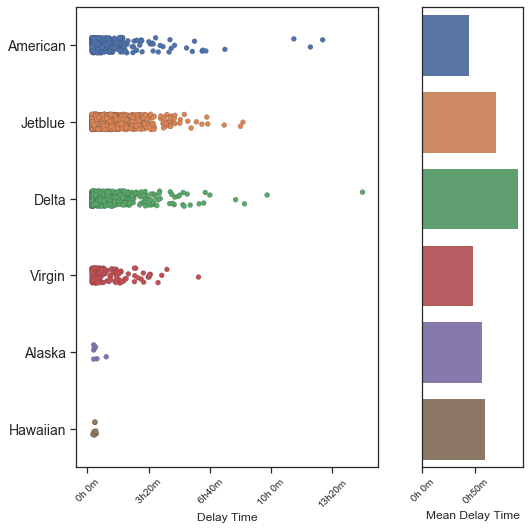 American
Jetblue
Delta
Virgin
Alaska
Hawaiian
0h 0m
3h20m
6h40m
10h 0m
13h20m
Delay Time
0h 0m
0h50m
Mean Delay Time